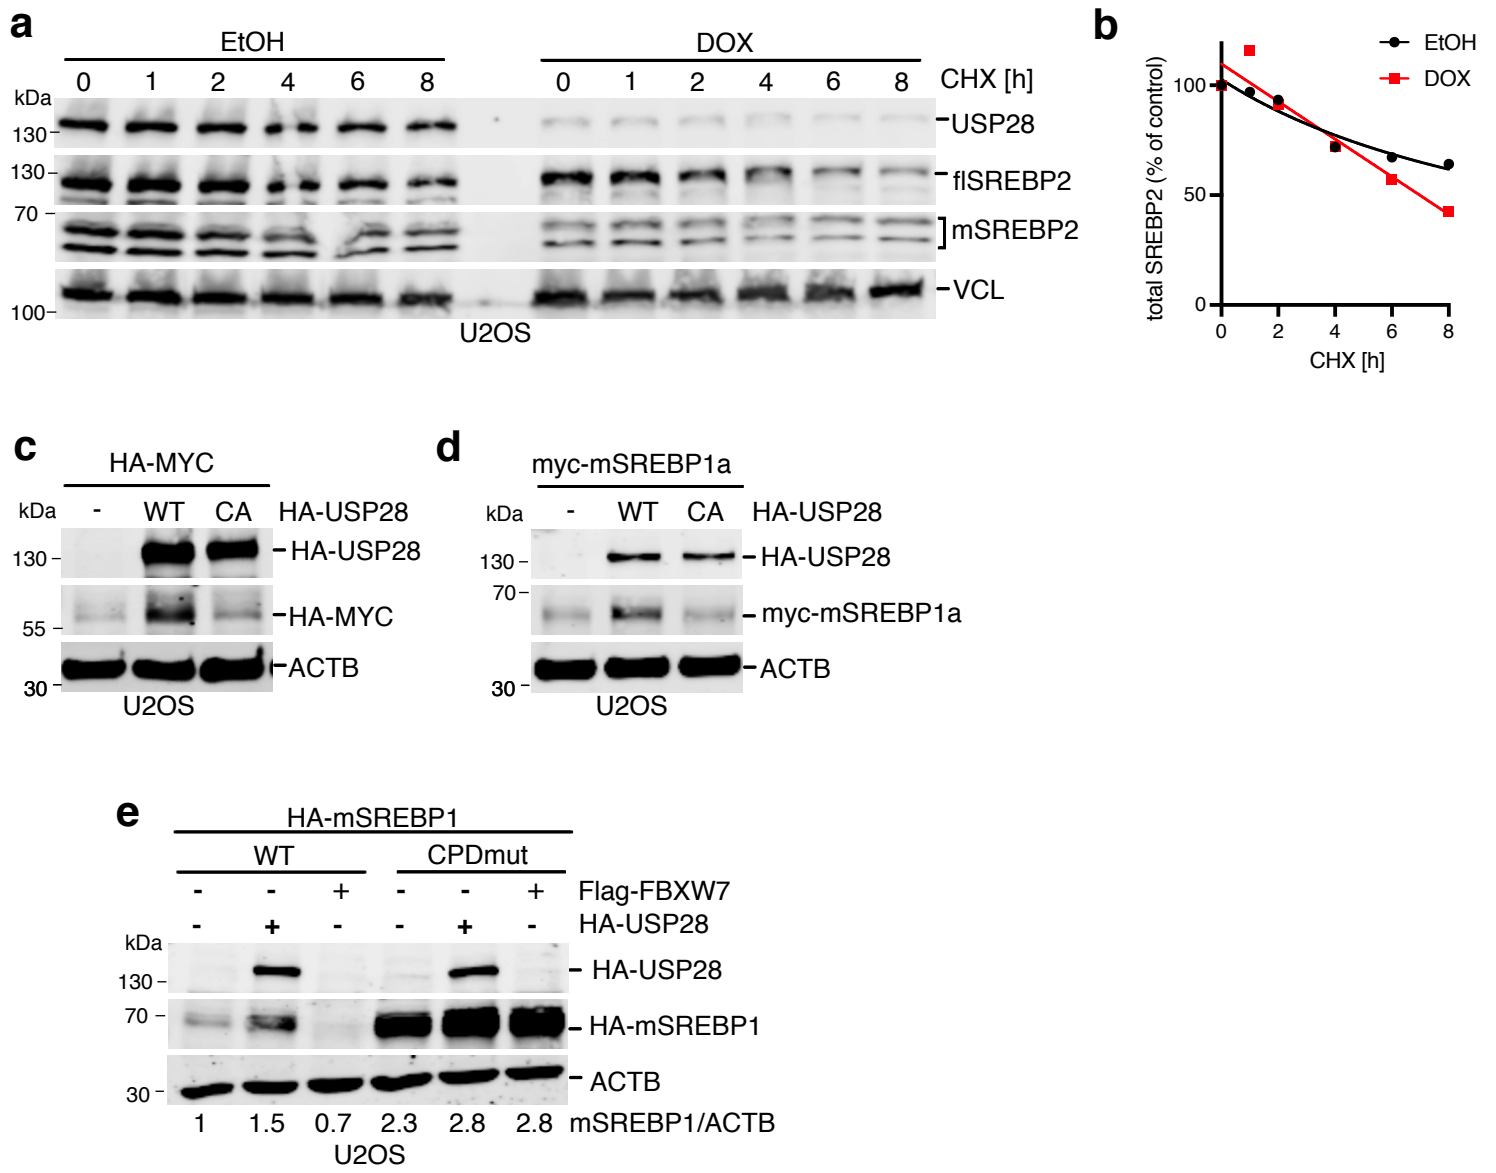 a
EtOH DOX
0 1 2 4 6 8 0 1 2 4 6 8 CHX [h]
kDa
130 USP28
130 flSREBP2
70 mSREBP2
100 VCL
U2OS
b
EtOH
DOX
total SREBP2 (% of control)
100
50
0
0 2 4 6 8
CHX [h]
c
HA-MYC
kDa - WT CA HA-USP28
130 HA-USP28
55 HA-MYC
30 ACTB
U2OS
d
myc-mSREBP1a
kDa - WT CA HA-USP28
130 HA-USP28
70 myc-mSREBP1a
30 ACTB
U2OS
e
HA-mSREBP1
WT CPDmut
- - + - - + Flag-FBXW7
- + - - + - HA-USP28
kDa
130 HA-USP28
70 HA-mSREBP1
30 ACTB
1 1.5 0.7 2.3 2.8 2.8 mSREBP1/ACTB
U2OS